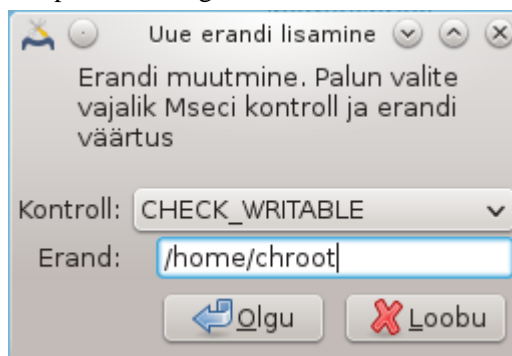 Uue erandi lisamine
Erandi muutmine. Palun valite
vajalik Mseci kontroll ja erandi
väärtus
Kontroll: CHECK_WRITABLE
Erand: /home/chroot
Olgu Loobu